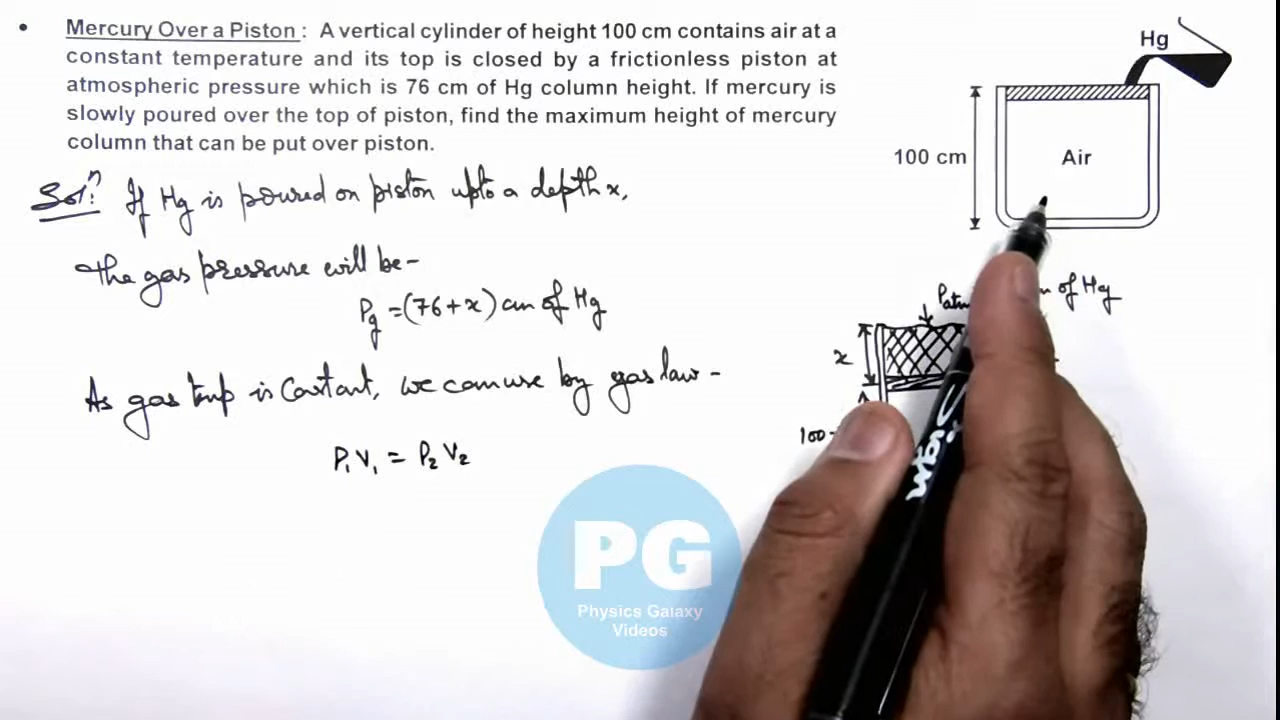 • Mercury Over a Piston : A vertical cylinder of height 100 cm contains air at a
constant temperature and its top is closed by a frictionless piston at
atmospheric pressure which is 76 cm of Hg column height. If mercury is
slowly poured over the top of piston, find the maximum height of mercury
column that can be put over piston.
Hg
100 cm
Air
Solⁿ: If Hg is poured on piston upto a depth x,
The gas pressure will be-
Pg = (76+x) cm of Hg
As gas temp is constant, we can use by gas law -
P₁V₁ = P₂V₂
Patm
of Hg
x
100-
PG
Physics Galaxy
Videos